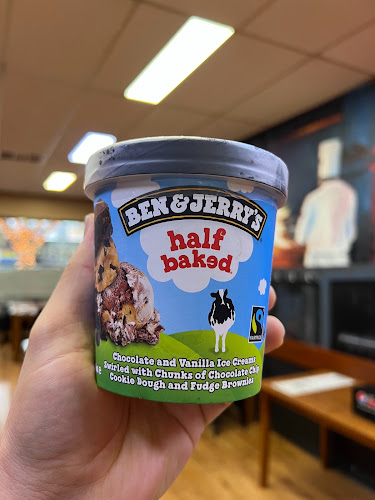 BEN & JERRY'S
half
baked
Chocolate and Vanilla Ice Creams
Swirled with Chunks of Chocolate Chip
Cookie Dough and Fudge Brownies